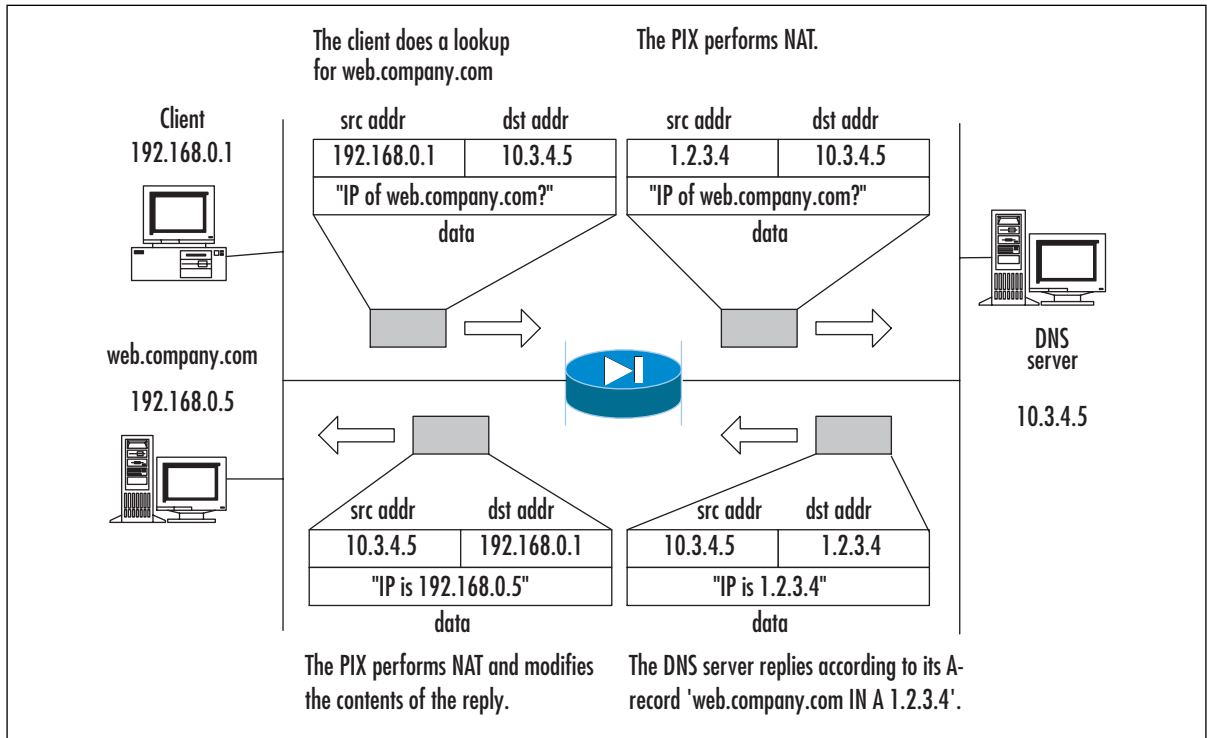 The client does a lookup
for web.company.com
The PIX performs NAT.
Client
192.168.0.1
src addr dst addr
192.168.0.1 10.3.4.5
"IP of web.company.com?"
data
src addr dst addr
1.2.3.4 10.3.4.5
"IP of web.company.com?"
data
DNS
server
10.3.4.5
web.company.com
192.168.0.5
src addr dst addr
10.3.4.5 192.168.0.1
"IP is 192.168.0.5"
data
The PIX performs NAT and modifies
the contents of the reply.
src addr dst addr
10.3.4.5 1.2.3.4
"IP is 1.2.3.4"
data
The DNS server replies according to its A-
record 'web.company.com IN A 1.2.3.4'.